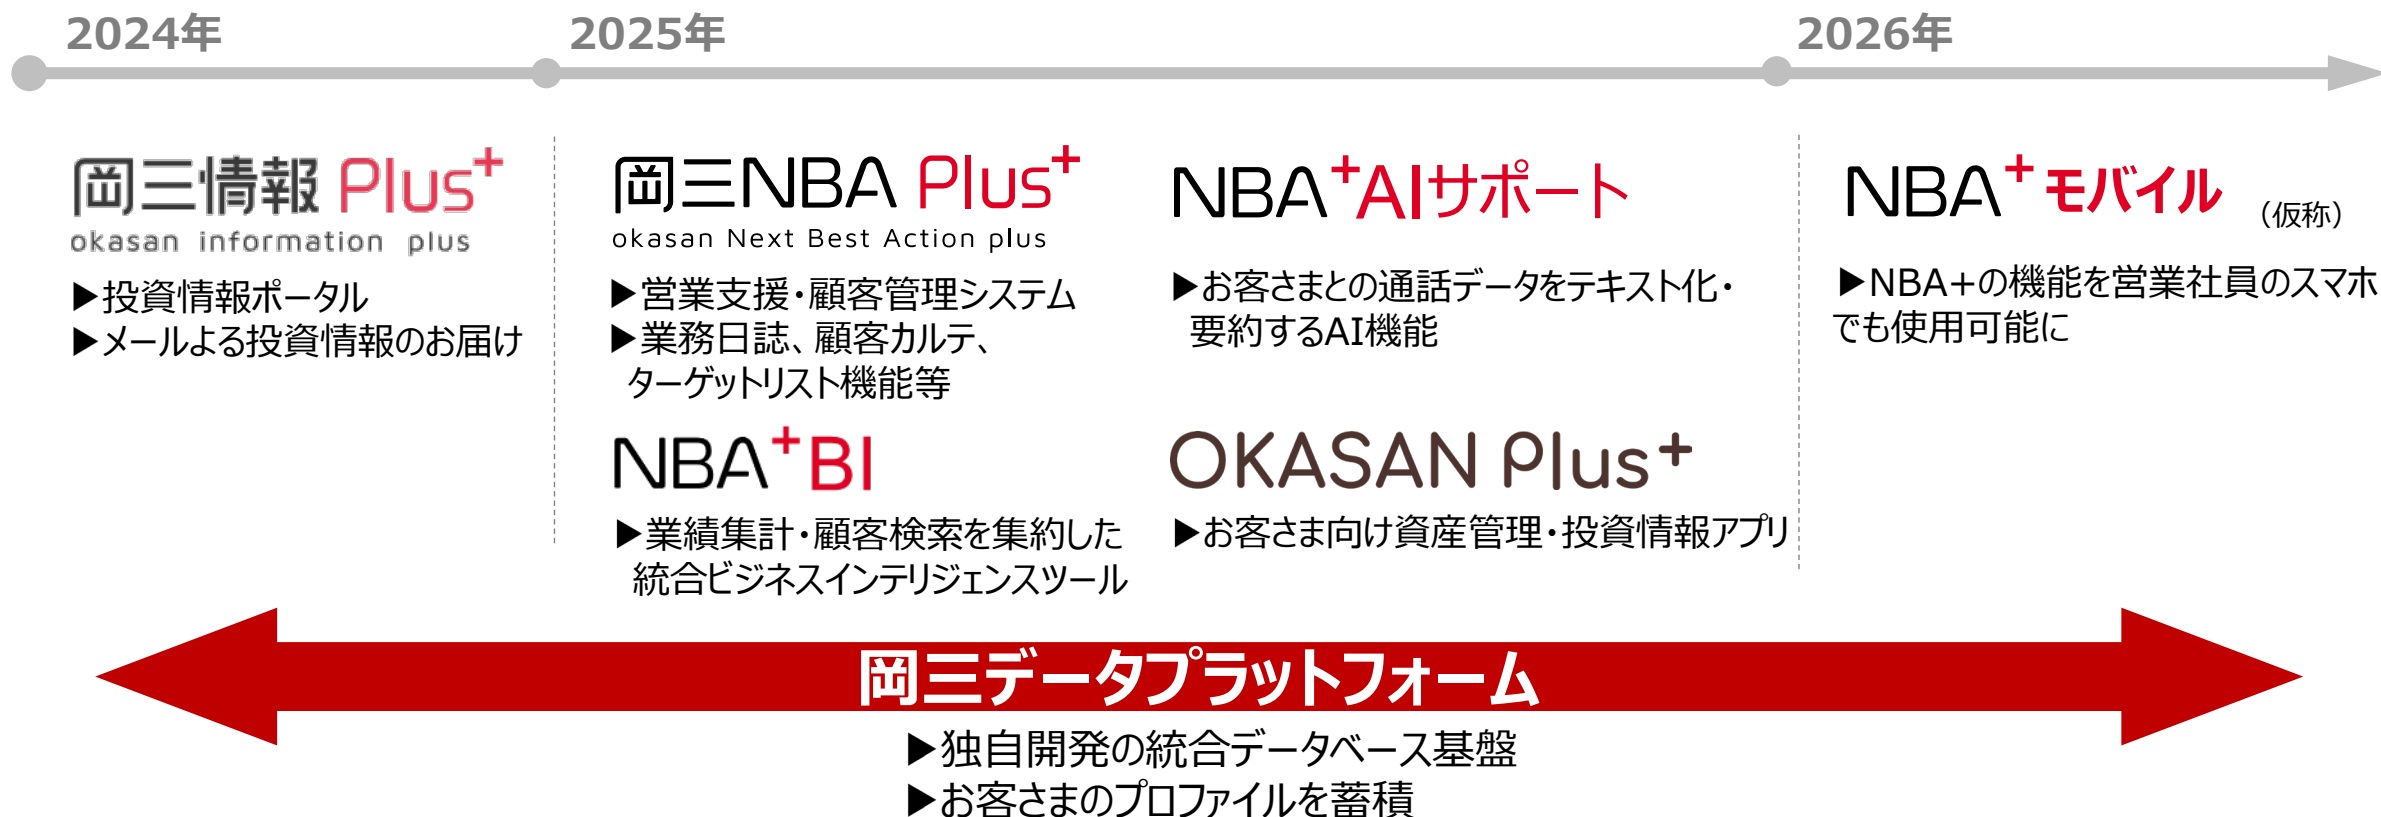 2024年
2025年
2026年
岡三情報 Plus+
okasan information plus
▶投資情報ポータル
▶メールよる投資情報のお届け
岡三NBA Plus+
okasan Next Best Action plus
▶営業支援・顧客管理システム
▶業務日誌、顧客カルテ、
ターゲットリスト機能等
NBA+BI
▶業績集計・顧客検索を集約した
統合ビジネスインテリジェンスツール
NBA+AIサポート
▶お客さまとの通話データをテキスト化・
要約するAI機能
OKASAN Plus+
▶お客さま向け資産管理・投資情報アプリ
NBA+モバイル （仮称）
▶NBA+の機能を営業社員のスマホ
でも使用可能に
岡三データプラットフォーム
▶独自開発の統合データベース基盤
▶お客さまのプロファイルを蓄積